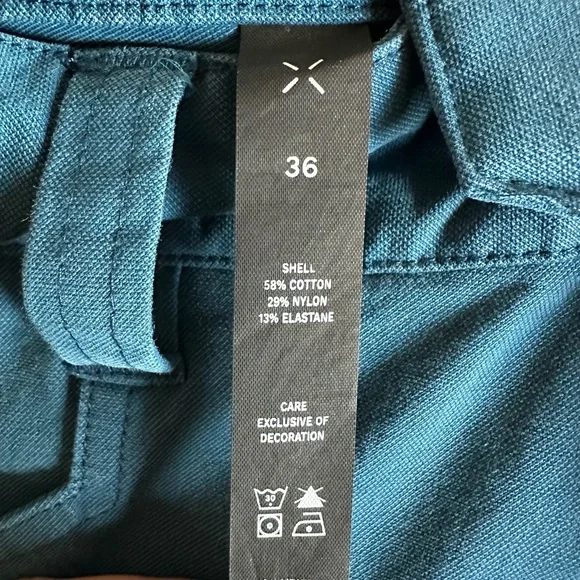 36
SHELL
58% COTTON
29% NYLON
13% ELASTANE
CARE
EXCLUSIVE OF
DECORATION
30